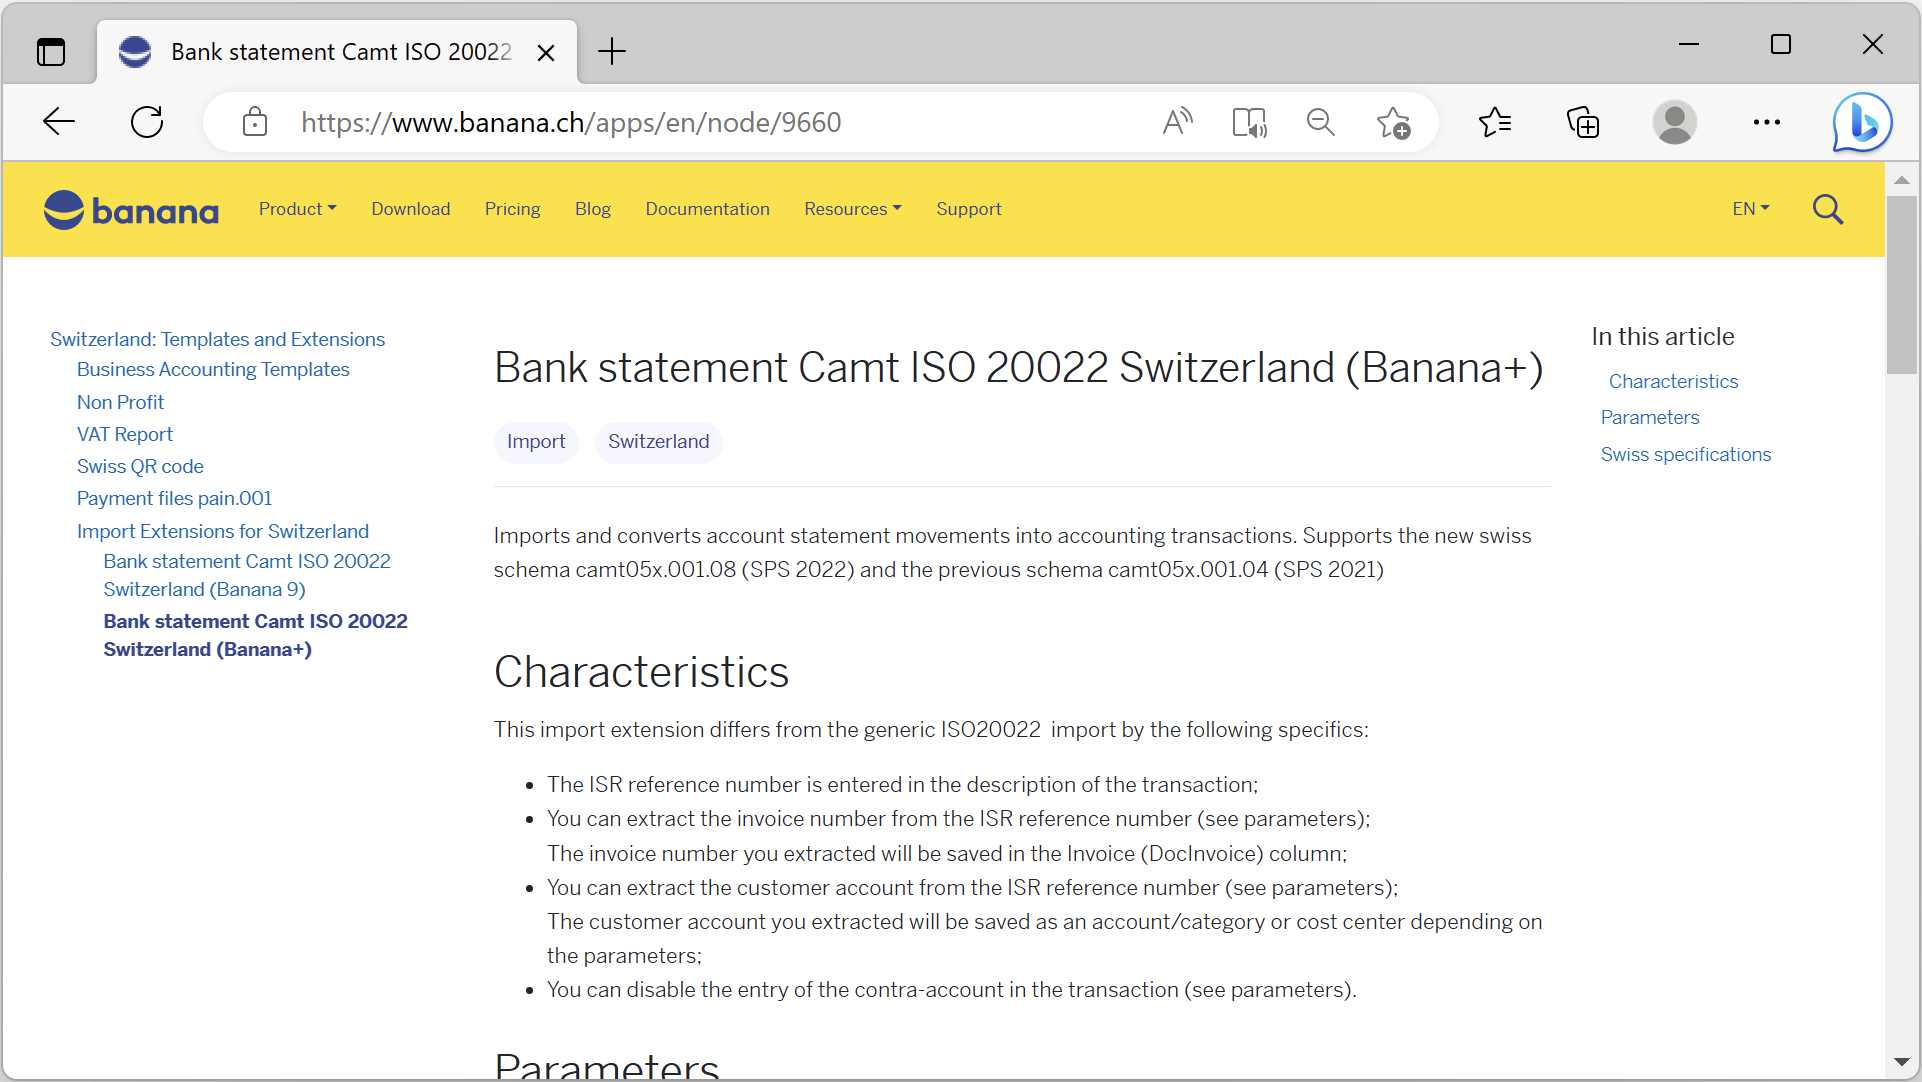 Bank statement Camt ISO 20022
https://www.banana.ch/apps/en/node/9660
banana
Product
Download
Pricing
Blog
Documentation
Resources
Support
EN
Switzerland: Templates and Extensions
Business Accounting Templates
Non Profit
VAT Report
Swiss QR code
Payment files pain.001
Import Extensions for Switzerland
Bank statement Camt ISO 20022
Switzerland (Banana 9)
Bank statement Camt ISO 20022
Switzerland (Banana+)
Bank statement Camt ISO 20022 Switzerland (Banana+)
Import
Switzerland
Imports and converts account statement movements into accounting transactions. Supports the new swiss
schema camt05x.001.08 (SPS 2022) and the previous schema camt05x.001.04 (SPS 2021)
Characteristics
This import extension differs from the generic ISO20022  import by the following specifics:
• The ISR reference number is entered in the description of the transaction;
• You can extract the invoice number from the ISR reference number (see parameters);
The invoice number you extracted will be saved in the Invoice (DocInvoice) column;
• You can extract the customer account from the ISR reference number (see parameters);
The customer account you extracted will be saved as an account/category or cost center depending on
the parameters;
• You can disable the entry of the contra-account in the transaction (see parameters).
Parameters
In this article
Characteristics
Parameters
Swiss specifications